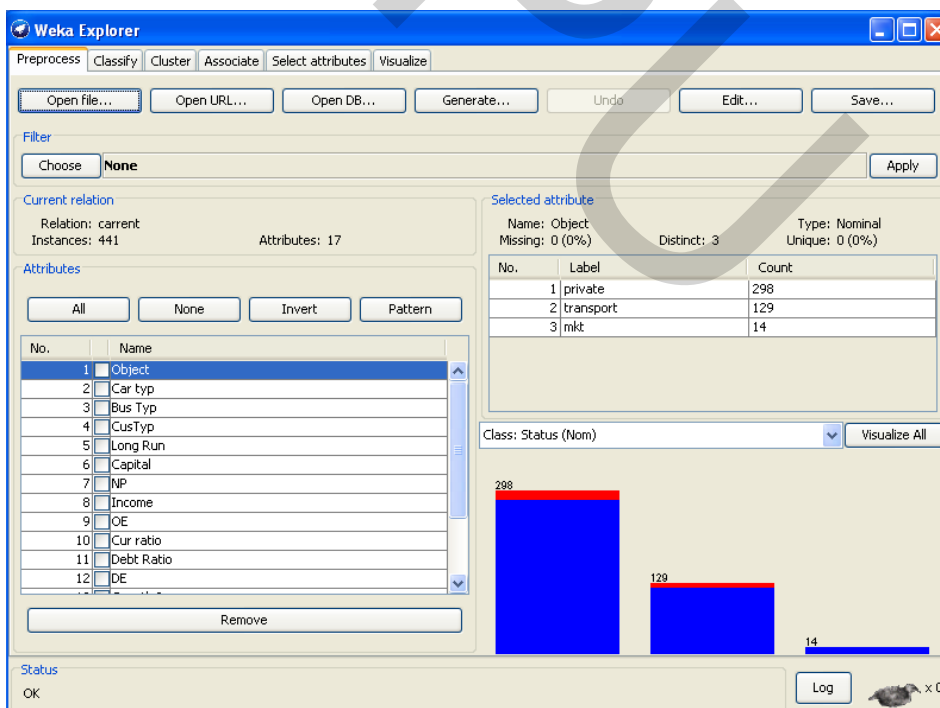 Weka Explorer
Preprocess Classify Cluster Associate Select attributes Visualize
Open file... Open URL... Open DB... Generate... Undo Edit... Save...
Filter
Choose None Apply
Current relation
Relation: carrent
Instances: 441 Attributes: 17
Selected attribute
Name: Object Type: Nominal
Missing: 0 (0%) Distinct: 3 Unique: 0 (0%)
No. Label Count
1 private 298
2 transport 129
3 mkt 14
Attributes
All None Invert Pattern
No. Name
1 Object
2 Car typ
3 Bus Typ
4 CusTyp
5 Long Run
6 Capital
7 NP
8 Income
9 OE
10 Cur ratio
11 Debt Ratio
12 DE
Remove
Class: Status (Nom) Visualize All
298
129
14
Status
OK
Log x 0